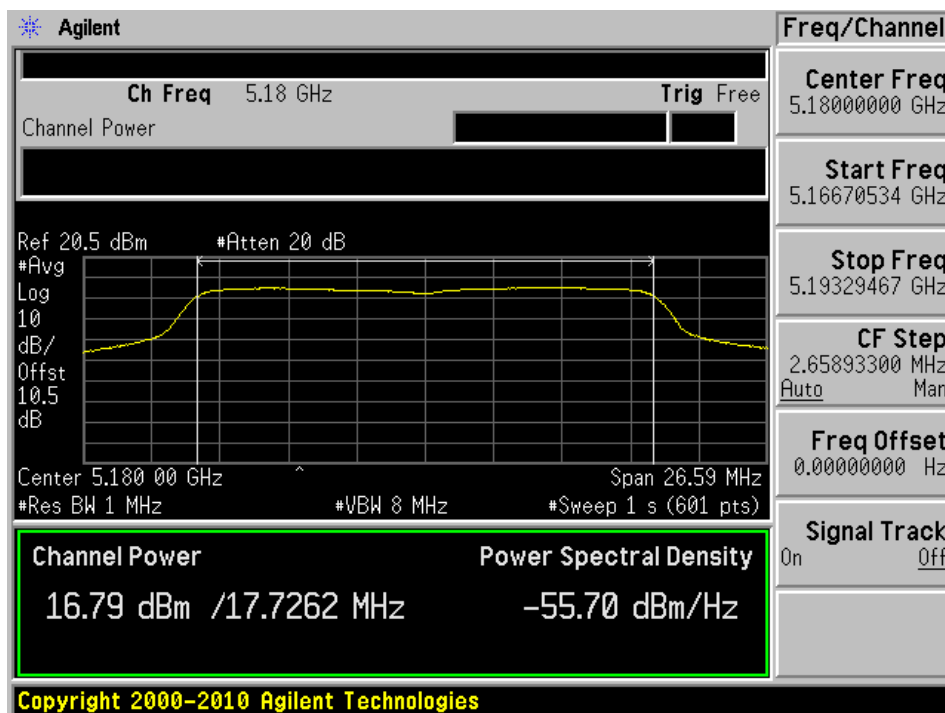 Agilent
Freq/Channel
Ch Freq 5.18 GHz Trig Free
Channel Power
Center Freq
5.18000000 GHz
Start Freq
5.16670534 GHz
Stop Freq
5.19329467 GHz
CF Step
2.65893300 MHz
Auto Man
Freq Offset
0.00000000 Hz
Signal Track
On Off
Ref 20.5 dBm #Atten 20 dB
#Avg
Log
10
dB/
Offst
10.5
dB
Center 5.180 00 GHz ^ Span 26.59 MHz
#Res BW 1 MHz #VBW 8 MHz #Sweep 1 s (601 pts)
Channel Power Power Spectral Density
16.79 dBm /17.7262 MHz -55.70 dBm/Hz
Copyright 2000-2010 Agilent Technologies